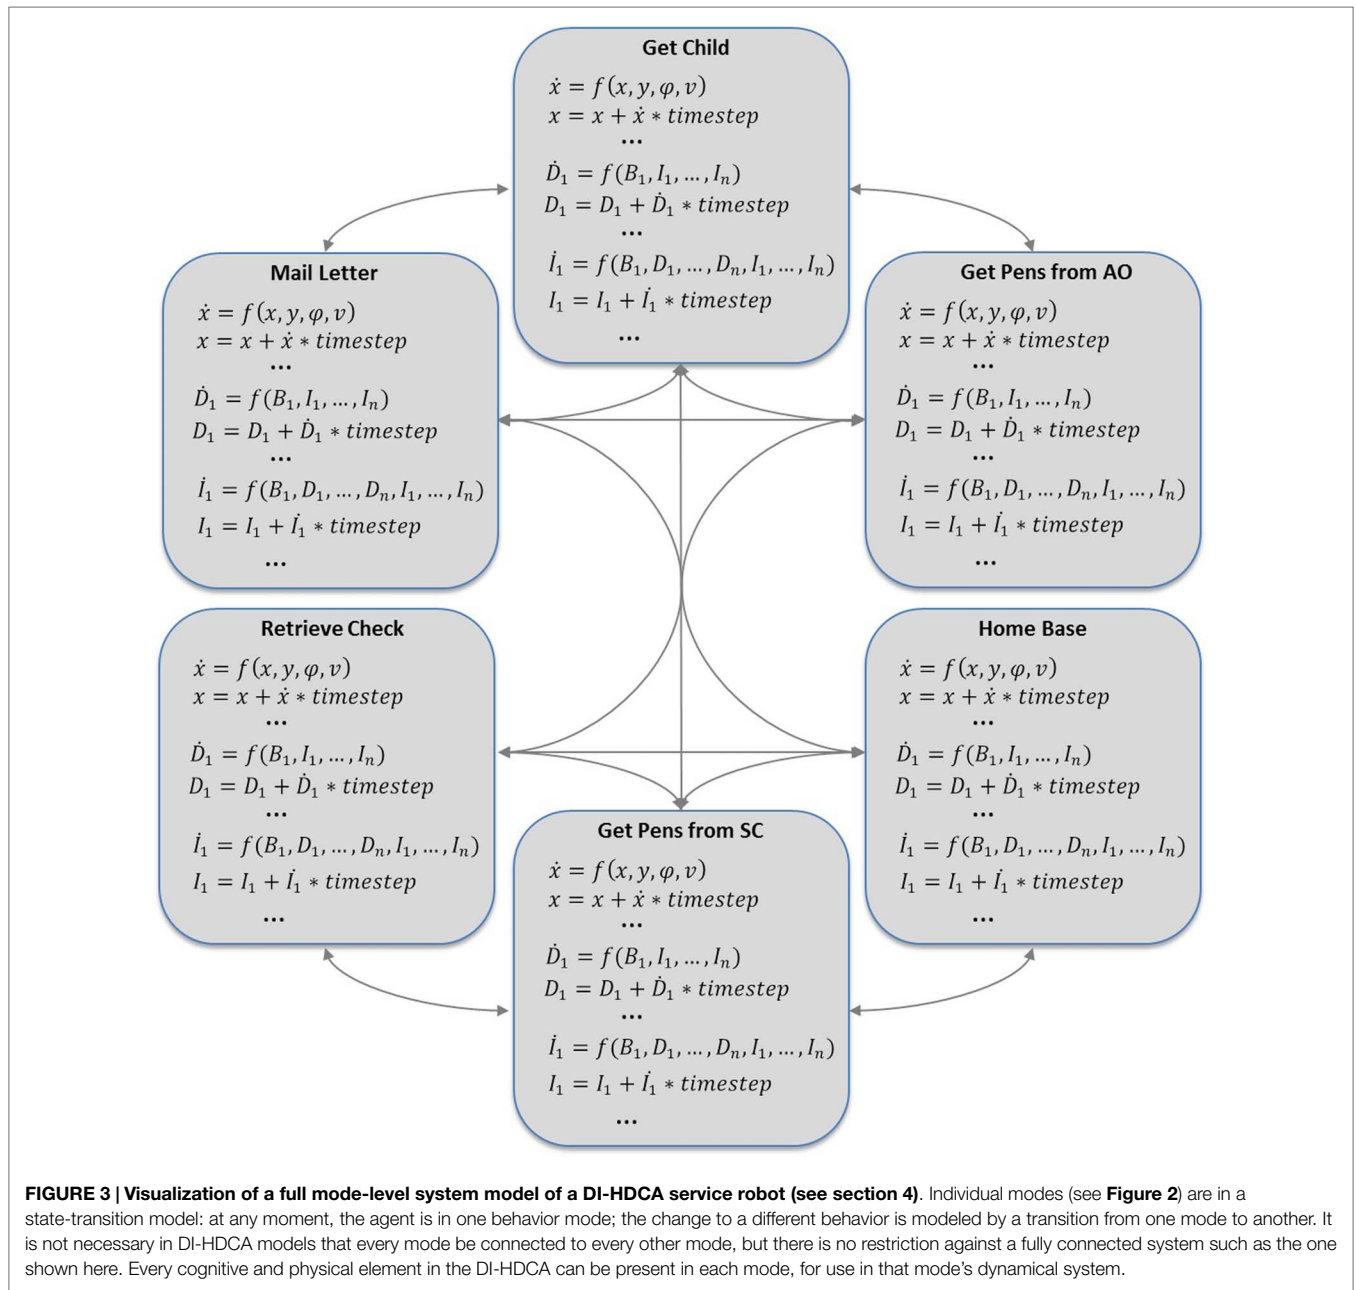 Get Child
ẋ = f(x, y, φ, v)
x = x + ẋ * timestep
...
Ḋ₁ = f(B₁, I₁, ... , Iₙ)
D₁ = D₁ + Ḋ₁ * timestep
...
İ₁ = f(B₁, D₁, ... , Dₙ, I₁, ... , Iₙ)
I₁ = I₁ + İ₁ * timestep
...
Mail Letter
ẋ = f(x, y, φ, v)
x = x + ẋ * timestep
...
Ḋ₁ = f(B₁, I₁, ... , Iₙ)
D₁ = D₁ + Ḋ₁ * timestep
...
İ₁ = f(B₁, D₁, ... , Dₙ, I₁, ... , Iₙ)
I₁ = I₁ + İ₁ * timestep
...
Get Pens from AO
ẋ = f(x, y, φ, v)
x = x + ẋ * timestep
...
Ḋ₁ = f(B₁, I₁, ... , Iₙ)
D₁ = D₁ + Ḋ₁ * timestep
...
İ₁ = f(B₁, D₁, ... , Dₙ, I₁, ... , Iₙ)
I₁ = I₁ + İ₁ * timestep
...
Retrieve Check
ẋ = f(x, y, φ, v)
x = x + ẋ * timestep
...
Ḋ₁ = f(B₁, I₁, ... , Iₙ)
D₁ = D₁ + Ḋ₁ * timestep
...
İ₁ = f(B₁, D₁, ... , Dₙ, I₁, ... , Iₙ)
I₁ = I₁ + İ₁ * timestep
...
Home Base
ẋ = f(x, y, φ, v)
x = x + ẋ * timestep
...
Ḋ₁ = f(B₁, I₁, ... , Iₙ)
D₁ = D₁ + Ḋ₁ * timestep
...
İ₁ = f(B₁, D₁, ... , Dₙ, I₁, ... , Iₙ)
I₁ = I₁ + İ₁ * timestep
...
Get Pens from SC
ẋ = f(x, y, φ, v)
x = x + ẋ * timestep
...
Ḋ₁ = f(B₁, I₁, ... , Iₙ)
D₁ = D₁ + Ḋ₁ * timestep
...
İ₁ = f(B₁, D₁, ... , Dₙ, I₁, ... , Iₙ)
I₁ = I₁ + İ₁ * timestep
...
FIGURE 3 | Visualization of a full mode-level system model of a DI-HDCA service robot (see section 4). Individual modes (see Figure 2) are in a
state-transition model: at any moment, the agent is in one behavior mode; the change to a different behavior is modeled by a transition from one mode to another. It
is not necessary in DI-HDCA models that every mode be connected to every other mode, but there is no restriction against a fully connected system such as the one
shown here. Every cognitive and physical element in the DI-HDCA can be present in each mode, for use in that mode's dynamical system.